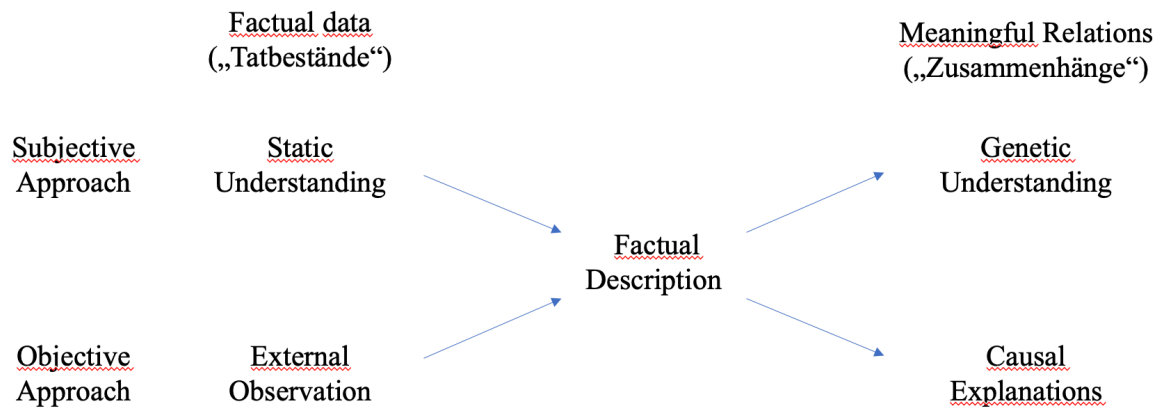 Factual data
(„Tatbestände“)
Meaningful Relations
(„Zusammenhänge“)
Subjective
Approach
Static
Understanding
Genetic
Understanding
Factual
Description
Objective
Approach
External
Observation
Causal
Explanations